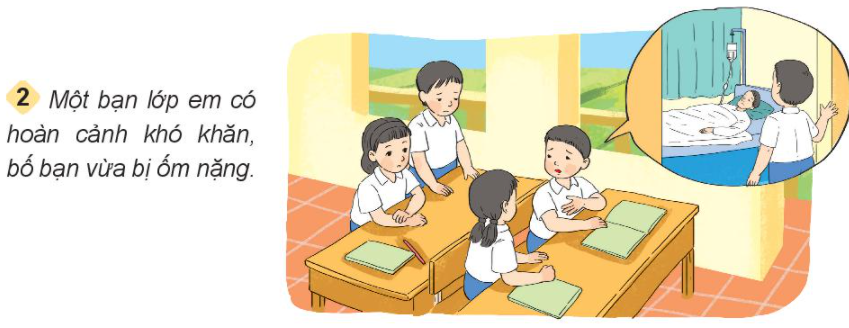 2 Một bạn lớp em có
hoàn cảnh khó khăn,
bố bạn vừa bị ốm nặng.